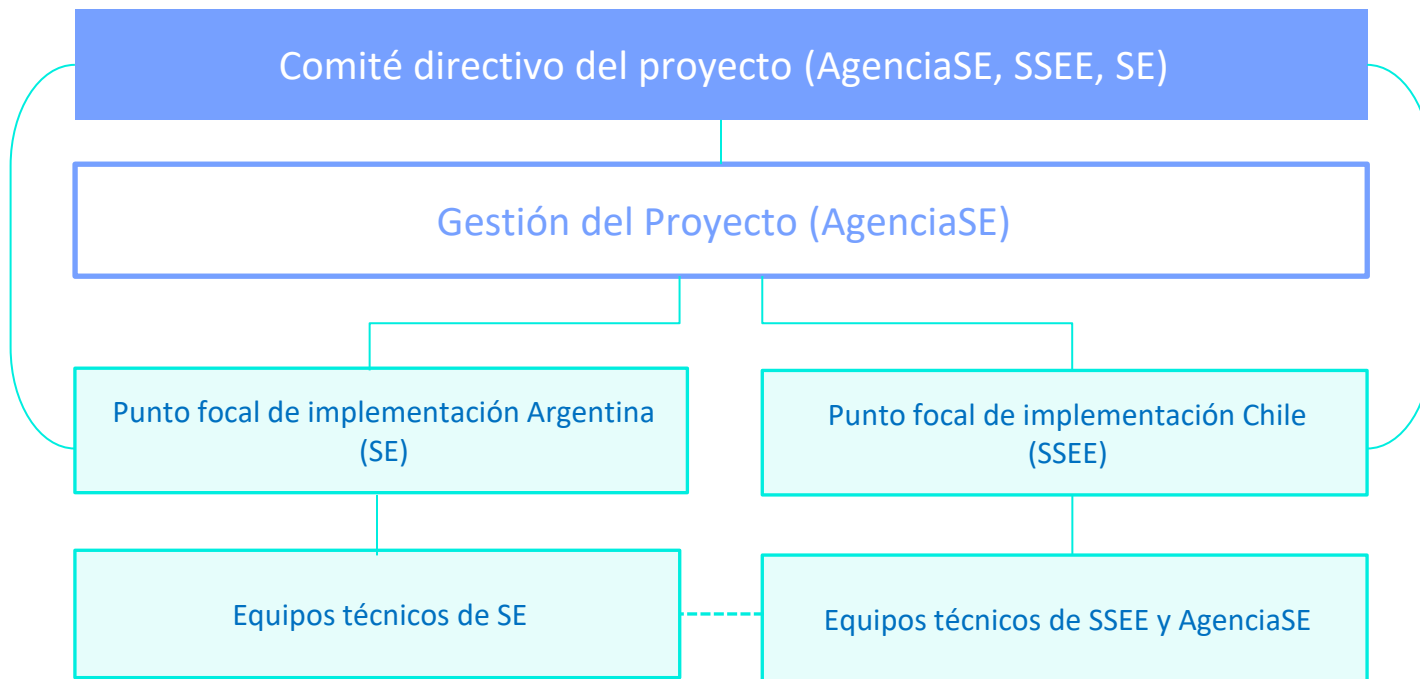 Comité directivo del proyecto (AgenciaSE, SSEE, SE)
Gestión del Proyecto (AgenciaSE)
Punto focal de implementación Argentina
(SE)
Punto focal de implementación Chile
(SSEE)
Equipos técnicos de SE
Equipos técnicos de SSEE y AgenciaSE